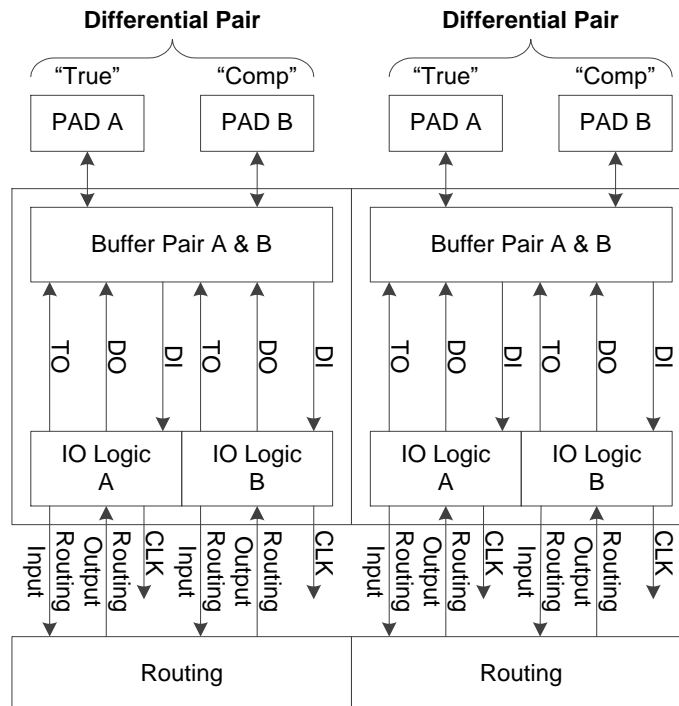 Differential Pair
Differential Pair
“True”
“Comp”
“True”
“Comp”
PAD A
PAD B
PAD A
PAD B
Buffer Pair A & B
Buffer Pair A & B
TO
DO
DI
TO
DO
DI
TO
DO
DI
TO
DO
DI
IO Logic
A
IO Logic
B
IO Logic
A
IO Logic
B
Routing
Input
Routing
Output
CLK
Routing
Input
Routing
Output
CLK
Routing
Input
Routing
Output
CLK
Routing
Input
Routing
Output
CLK
Routing
Routing